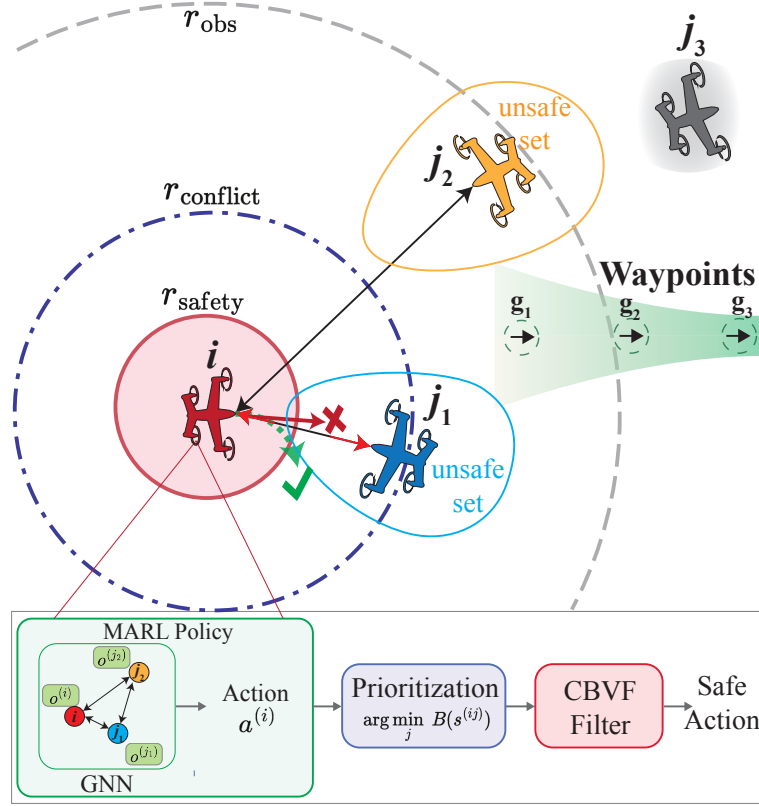 r_obs
j_3
unsafe
set
j_2
r_conflict
Waypoints
r_safety
g_1
g_2
g_3
i
j_1
unsafe
set
MARL Policy
o^{(j_2)}
j_2
o^{(i)}
i
j_1
o^{(j_1)}
GNN
Action
a^{(i)}
Prioritization
arg min_j B(s^{(ij)})
CBVF
Filter
Safe
Action